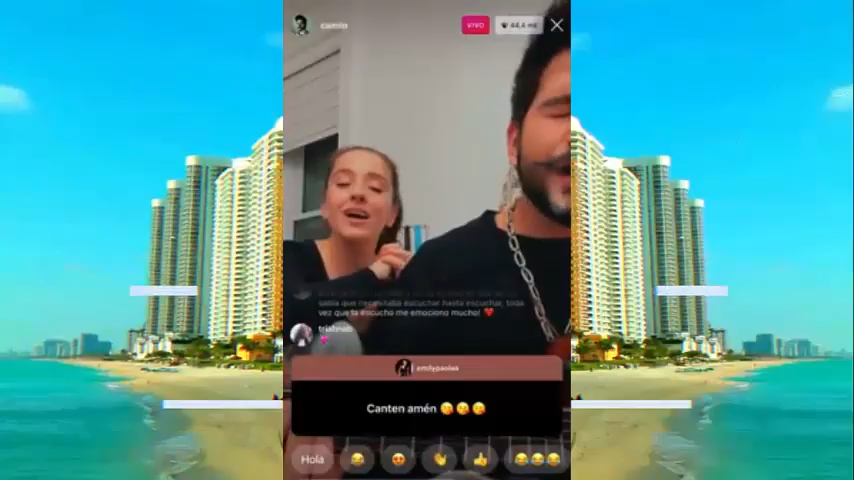 camilo
VIVO
44,4 mil
sabía que necesitaba escuchar hasta escuchar, toda
vez que la escucho me emociono mucho! ❤️
emilypaolaa
Canten amén 😘😘😘
Hola 😂 😍 👏 👍 😂😂😂